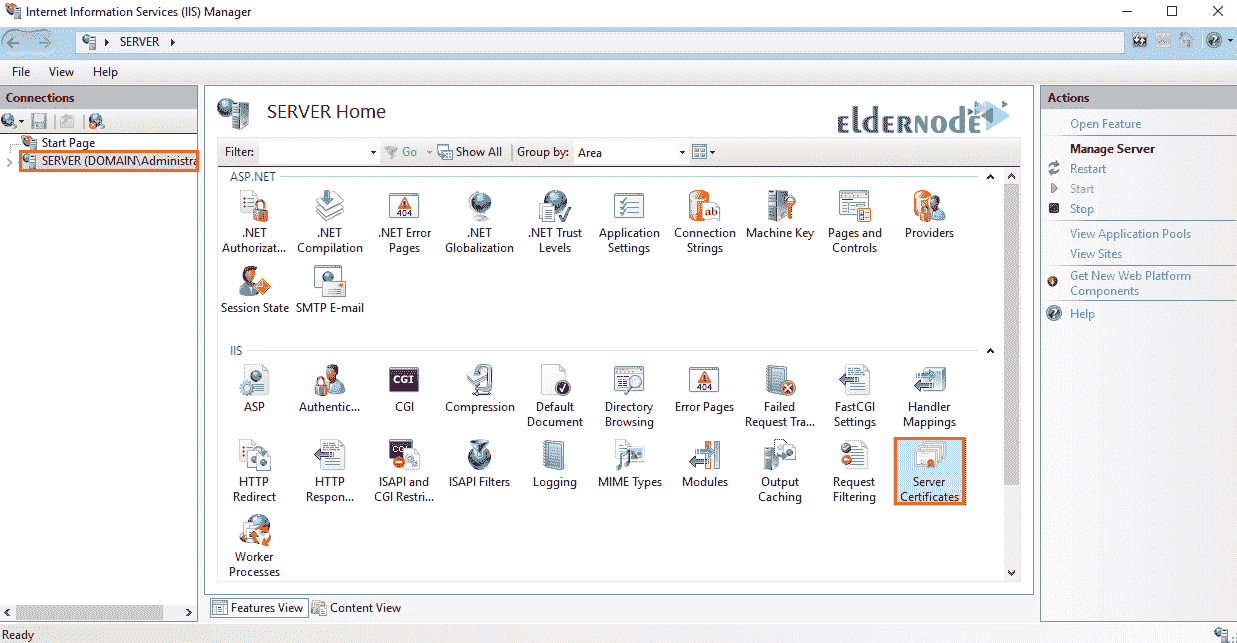 Internet Information Services (IIS) Manager
SERVER
File View Help
Connections
Start Page
SERVER (DOMAIN\Administra
SERVER Home
ELDERNODE
Filter: Go Show All Group by: Area
ASP.NET
.NET Authorizat...
.NET Compilation
.NET Error Pages
.NET Globalization
.NET Trust Levels
Application Settings
Connection Strings
Machine Key
Pages and Controls
Providers
Session State
SMTP E-mail
IIS
ASP
Authentic...
CGI
Compression
Default Document
Directory Browsing
Error Pages
Failed Request Tra...
FastCGI Settings
Handler Mappings
HTTP Redirect
HTTP Respon...
ISAPI and CGI Restri...
ISAPI Filters
Logging
MIME Types
Modules
Output Caching
Request Filtering
Server Certificates
Worker Processes
Features View Content View
Actions
Open Feature
Manage Server
Restart
Start
Stop
View Application Pools
View Sites
Get New Web Platform
Components
Help
Ready